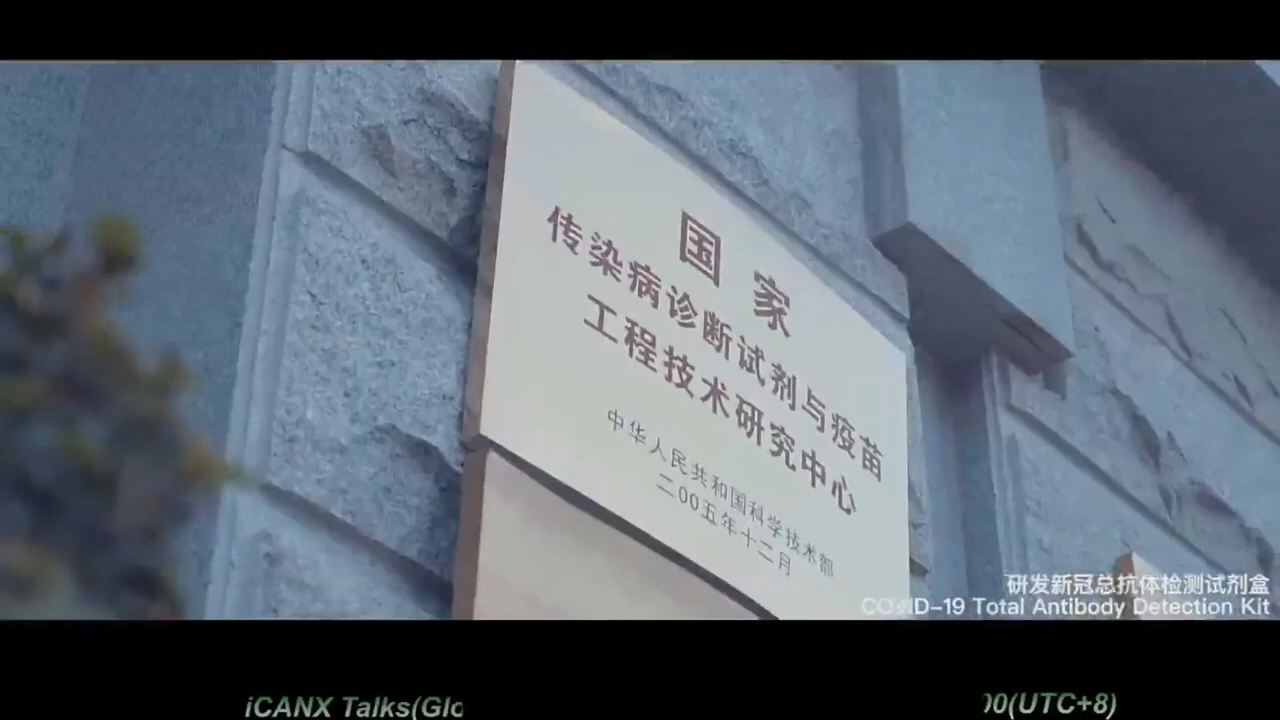 国 家
传染病诊断试剂与疫苗
工程技术研究中心
中华人民共和国科学技术部
二00五年十二月
研发新冠总抗体检测试剂盒
COVID-19 Total Antibody Detection Kit
iCANX Talks(Glo
00(UTC+8)